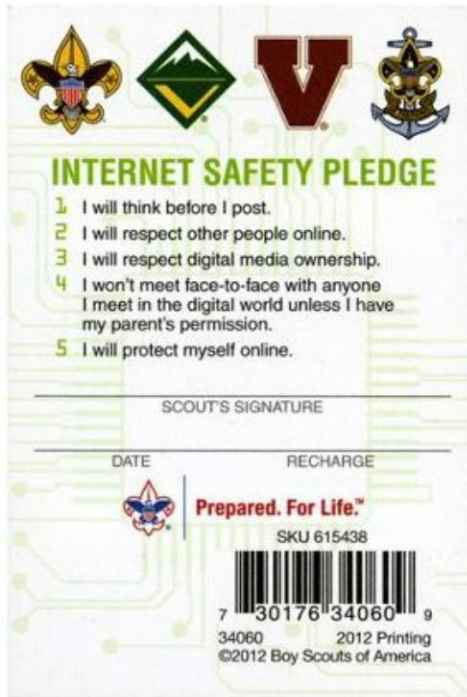 V
INTERNET SAFETY PLEDGE
1 I will think before I post.
2 I will respect other people online.
3 I will respect digital media ownership.
4 I won't meet face-to-face with anyone
I meet in the digital world unless I have
my parent's permission.
5 I will protect myself online.
SCOUT'S SIGNATURE
DATE RECHARGE
Prepared. For Life.™
SKU 615438
7 30176 34060 9
34060 2012 Printing
©2012 Boy Scouts of America